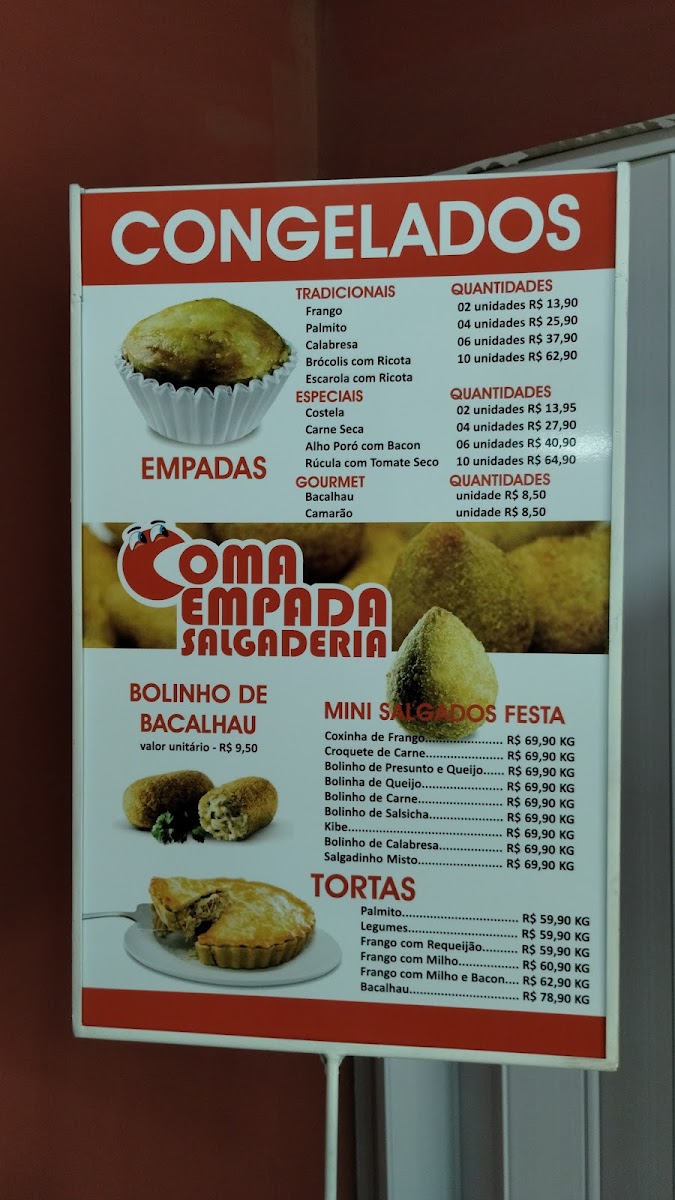 CONGELADOS
TRADICIONAIS QUANTIDADES
Frango 02 unidades R$ 13,90
Palmito 04 unidades R$ 25,90
Calabresa 06 unidades R$ 37,90
Brócolis com Ricota 10 unidades R$ 62,90
Escarola com Ricota
ESPECIAIS QUANTIDADES
Costela 02 unidades R$ 13,95
Carne Seca 04 unidades R$ 27,90
Alho Poró com Bacon 06 unidades R$ 40,90
Rúcula com Tomate Seco 10 unidades R$ 64,90
EMPADAS
GOURMET QUANTIDADES
Bacalhau unidade R$ 8,50
Camarão unidade R$ 8,50
COMA
EMPADA
SALGADERIA
BOLINHO DE
BACALHAU
valor unitário - R$ 9,50
MINI SALGADOS FESTA
Coxinha de Frango...................... R$ 69,90 KG
Croquete de Carne...................... R$ 69,90 KG
Bolinho de Presunto e Queijo...... R$ 69,90 KG
Bolinha de Queijo....................... R$ 69,90 KG
Bolinho de Carne........................ R$ 69,90 KG
Bolinho de Salsicha..................... R$ 69,90 KG
Kibe............................................ R$ 69,90 KG
Bolinho de Calabresa.................. R$ 69,90 KG
Salgadinho Misto........................ R$ 69,90 KG
TORTAS
Palmito................................. R$ 59,90 KG
Legumes............................... R$ 59,90 KG
Frango com Requeijão.......... R$ 59,90 KG
Frango com Milho................. R$ 60,90 KG
Frango com Milho e Bacon.... R$ 62,90 KG
Bacalhau............................... R$ 78,90 KG